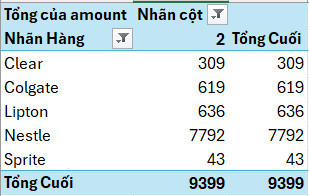 Tổng của amount Nhãn cột
Nhãn Hàng 2 Tổng Cuối
Clear 309 309
Colgate 619 619
Lipton 636 636
Nestle 7792 7792
Sprite 43 43
Tổng Cuối 9399 9399